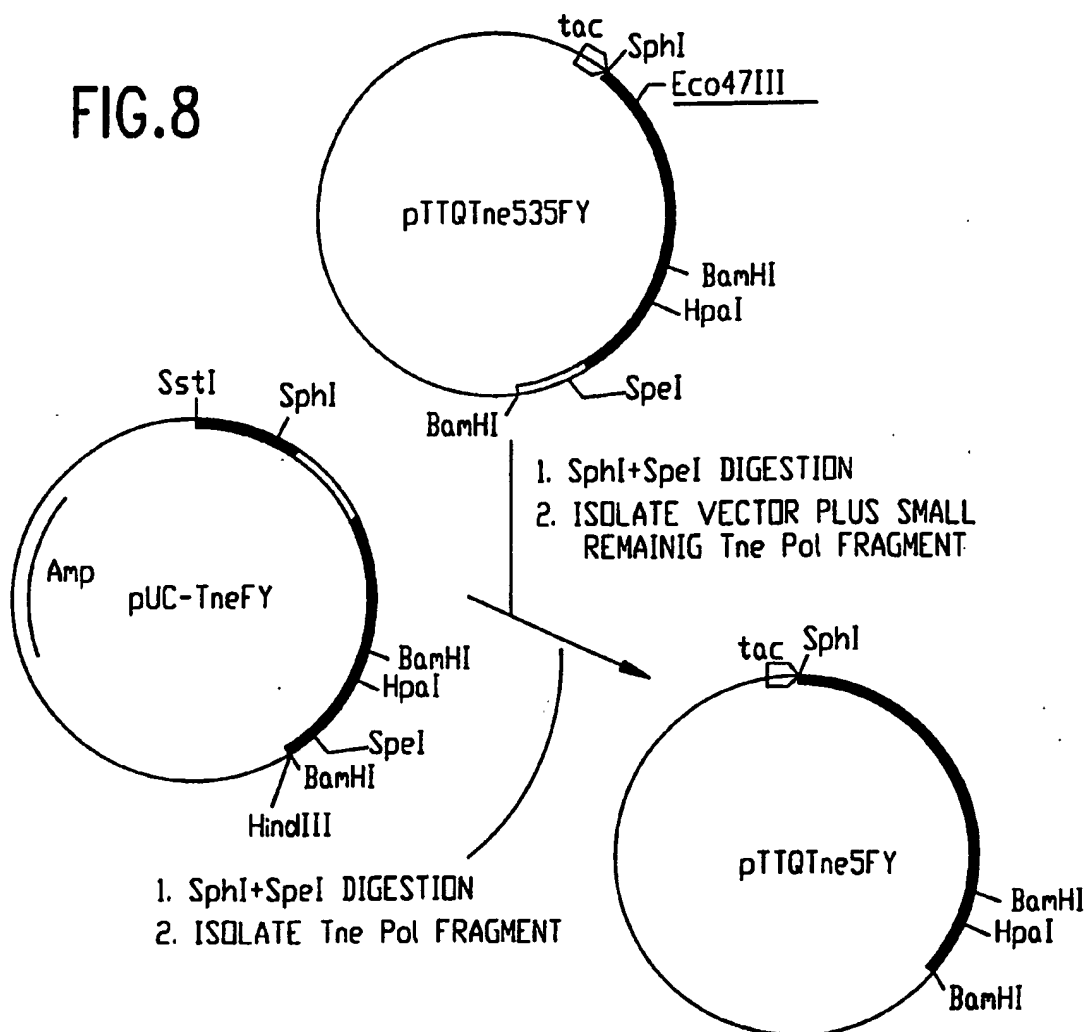 FIG.8
tac
SphI
Eco47III
pTTQTne535FY
BamHI
HpaI
SpeI
BamHI
SstI
SphI
Amp
pUC-TneFY
BamHI
HpaI
SpeI
BamHI
HindIII
1. SphI+SpeI DIGESTION
2. ISOLATE VECTOR PLUS SMALL
REMAINIG Tne Pol FRAGMENT
1. SphI+SpeI DIGESTION
2. ISOLATE Tne Pol FRAGMENT
tac
SphI
pTTQTne5FY
BamHI
HpaI
BamHI